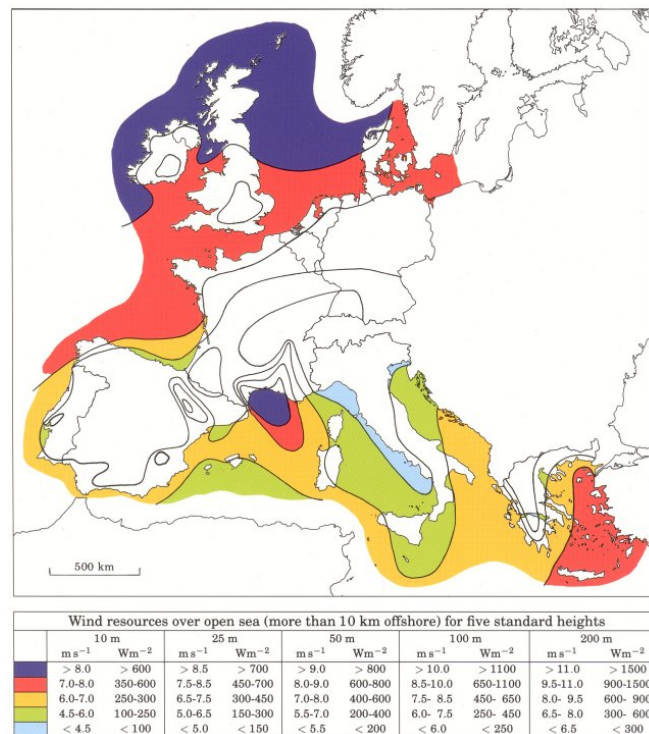 500 km
Wind resources over open sea (more than 10 km offshore) for five standard heights
10 m 25 m 50 m 100 m 200 m
m s⁻¹ Wm⁻² m s⁻¹ Wm⁻² m s⁻¹ Wm⁻² m s⁻¹ Wm⁻² m s⁻¹ Wm⁻²
> 8.0 > 600 > 8.5 > 700 > 9.0 > 800 > 10.0 > 1100 > 11.0 > 1500
7.0-8.0 350-600 7.5-8.5 450-700 8.0-9.0 600-800 8.5-10.0 650-1100 9.5-11.0 900-1500
6.0-7.0 250-300 6.5-7.5 300-450 7.0-8.0 400-600 7.5- 8.5 450- 650 8.0- 9.5 600- 900
4.5-6.0 100-250 5.0-6.5 150-300 5.5-7.0 200-400 6.0- 7.5 250- 450 6.5- 8.0 300- 600
< 4.5 < 100 < 5.0 < 150 < 5.5 < 200 < 6.0 < 250 < 6.5 < 300